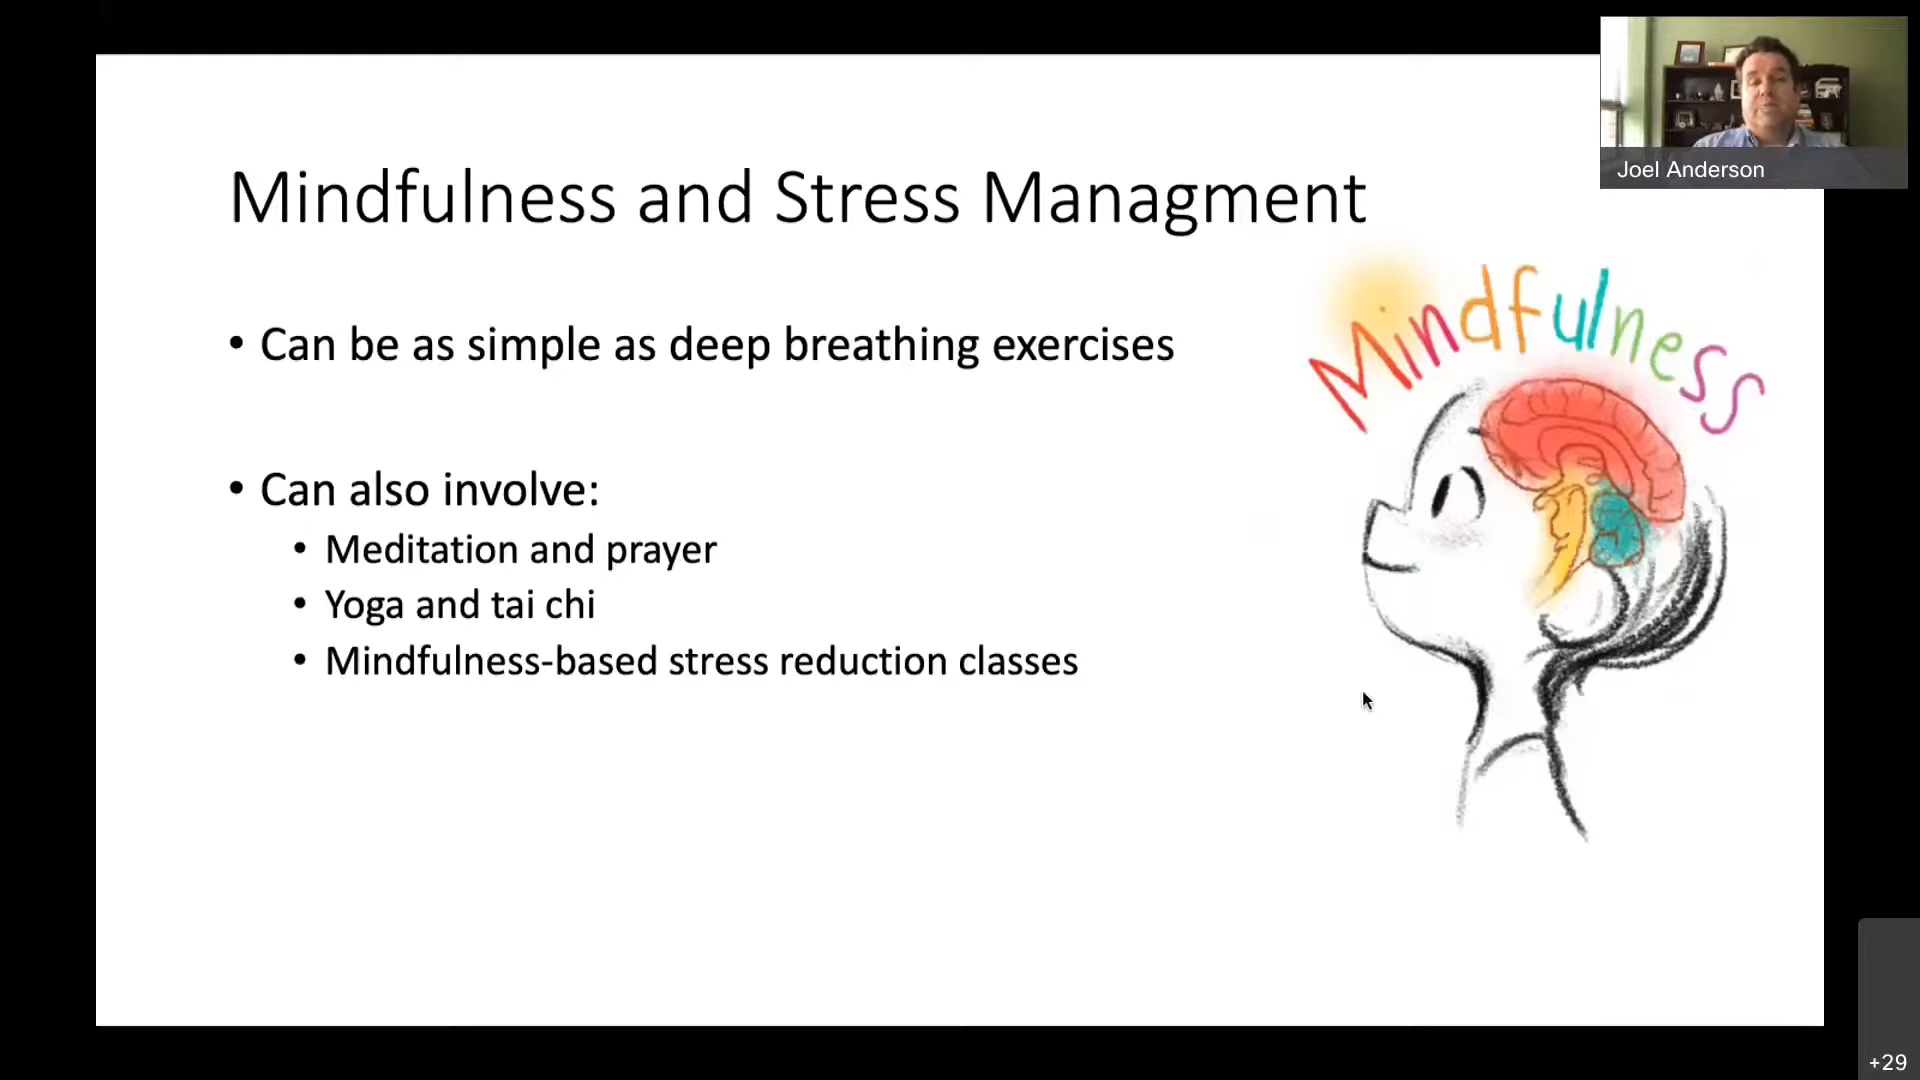 Joel Anderson
Mindfulness and Stress Managment
Mindfulness
• Can be as simple as deep breathing exercises
• Can also involve:
• Meditation and prayer
• Yoga and tai chi
• Mindfulness-based stress reduction classes
+29